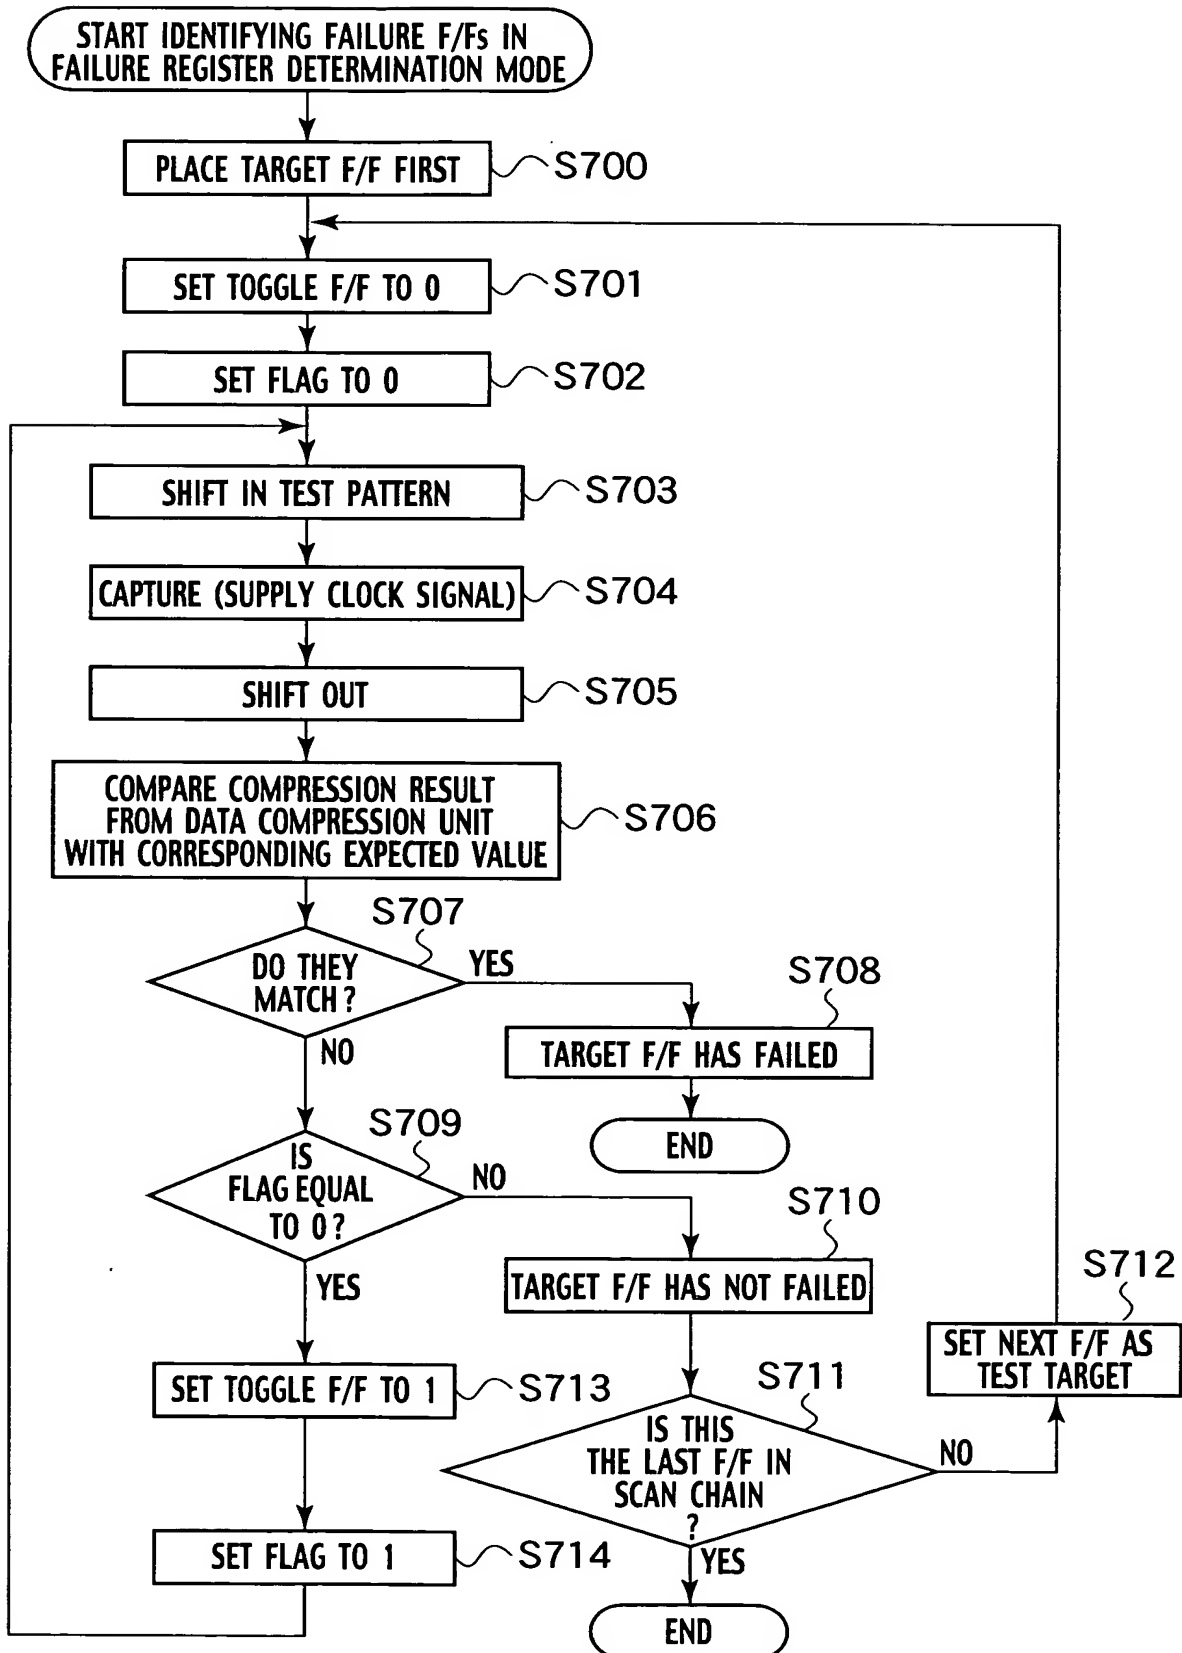 START IDENTIFYING FAILURE F/Fs IN
FAILURE REGISTER DETERMINATION MODE
PLACE TARGET F/F FIRST
S700
SET TOGGLE F/F TO 0
S701
SET FLAG TO 0
S702
SHIFT IN TEST PATTERN
S703
CAPTURE (SUPPLY CLOCK SIGNAL)
S704
SHIFT OUT
S705
COMPARE COMPRESSION RESULT
FROM DATA COMPRESSION UNIT
WITH CORRESPONDING EXPECTED VALUE
S706
S707
DO THEY
MATCH?
YES
NO
S708
TARGET F/F HAS FAILED
END
S709
IS
FLAG EQUAL
TO 0?
NO
YES
S710
TARGET F/F HAS NOT FAILED
S711
IS THIS
THE LAST F/F IN
SCAN CHAIN
?
NO
YES
S712
SET NEXT F/F AS
TEST TARGET
SET TOGGLE F/F TO 1
S713
SET FLAG TO 1
S714
END